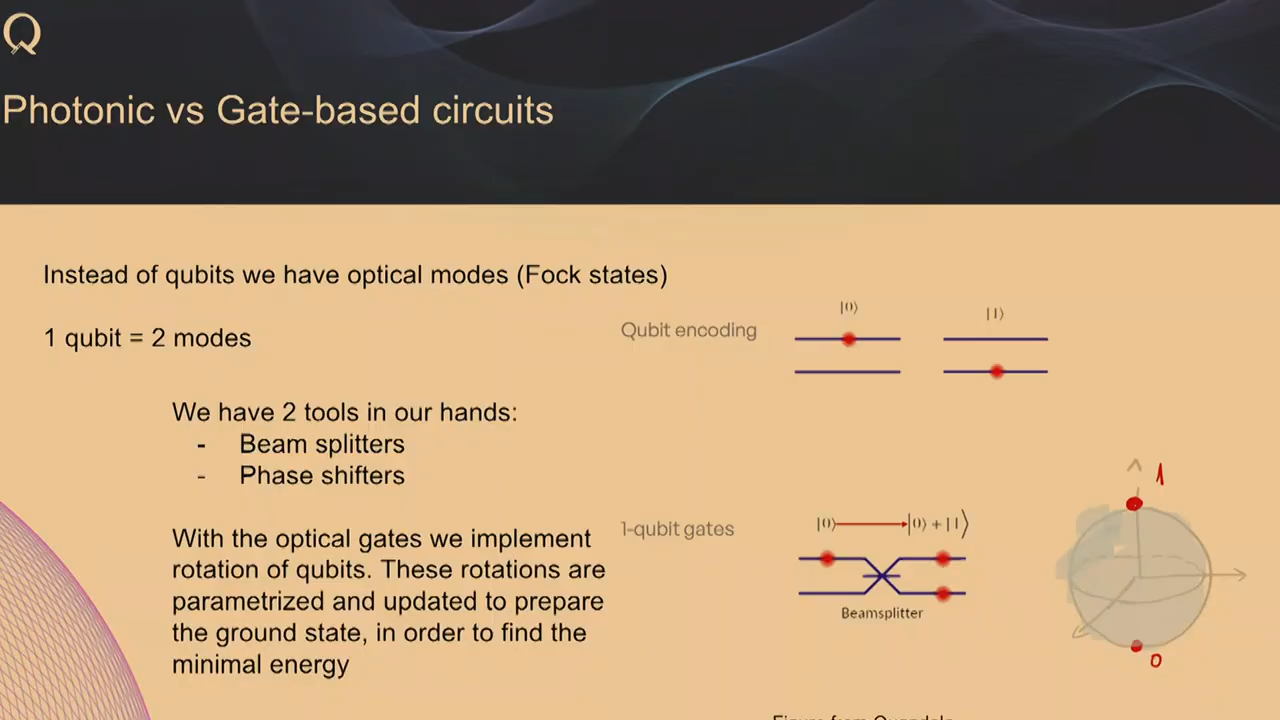 Q
Photonic vs Gate-based circuits
Instead of qubits we have optical modes (Fock states)
1 qubit = 2 modes
We have 2 tools in our hands:
- Beam splitters
- Phase shifters
With the optical gates we implement
rotation of qubits. These rotations are
parametrized and updated to prepare
the ground state, in order to find the
minimal energy
Qubit encoding
|0⟩
|1⟩
1-qubit gates
|0⟩ |0⟩ + |1⟩
Beamsplitter
1
0
Figure from Quandela